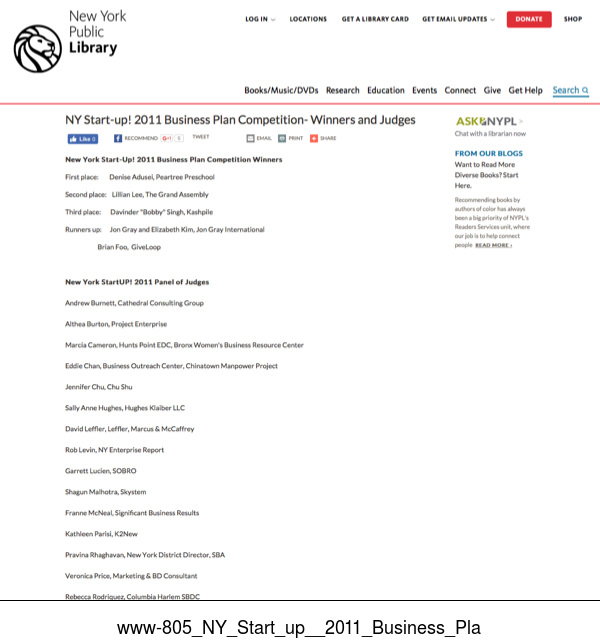 New York
Public
Library
LOG IN LOCATIONS GET A LIBRARY CARD GET EMAIL UPDATES DONATE SHOP
Books/Music/DVDs Research Education Events Connect Give Get Help Search
NY Start-up! 2011 Business Plan Competition- Winners and Judges
Like 0 RECOMMEND G+1 0 TWEET EMAIL PRINT SHARE
New York Start-Up! 2011 Business Plan Competition Winners
First place: Denise Adusei, Peartree Preschool
Second place: Lillian Lee, The Grand Assembly
Third place: Davinder "Bobby" Singh, Kashpile
Runners up: Jon Gray and Elizabeth Kim, Jon Gray International
Brian Foo, GiveLoop
New York StartUP! 2011 Panel of Judges
Andrew Burnett, Cathedral Consulting Group
Althea Burton, Project Enterprise
Marcia Cameron, Hunts Point EDC, Bronx Women's Business Resource Center
Eddie Chan, Business Outreach Center, Chinatown Manpower Project
Jennifer Chu, Chu Shu
Sally Anne Hughes, Hughes Klaiber LLC
David Leffler, Leffler, Marcus & McCaffrey
Rob Levin, NY Enterprise Report
Garrett Lucien, SOBRO
Shagun Malhotra, Skystem
Franne McNeal, Significant Business Results
Kathleen Parisi, K2New
Pravina Rhaghavan, New York District Director, SBA
Veronica Price, Marketing & BD Consultant
Rebecca Rodriguez, Columbia Harlem SBDC
ASK NYPL >
Chat with a librarian now
FROM OUR BLOGS
Want to Read More
Diverse Books? Start
Here.
Recommending books by
authors of color has always
been a big priority of NYPL's
Readers Services unit, where
our job is to help connect
people READ MORE ›
www-805_NY_Start_up__2011_Business_Pla